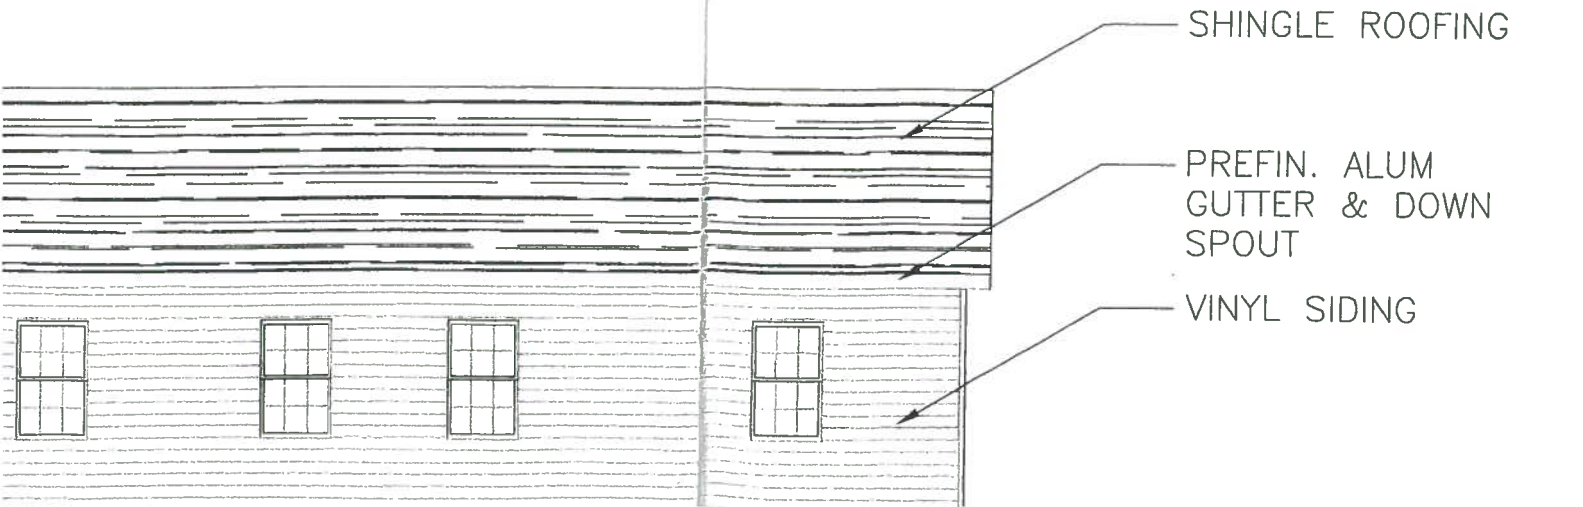 SHINGLE ROOFING
PREFIN. ALUM
GUTTER & DOWN
SPOUT
VINYL SIDING